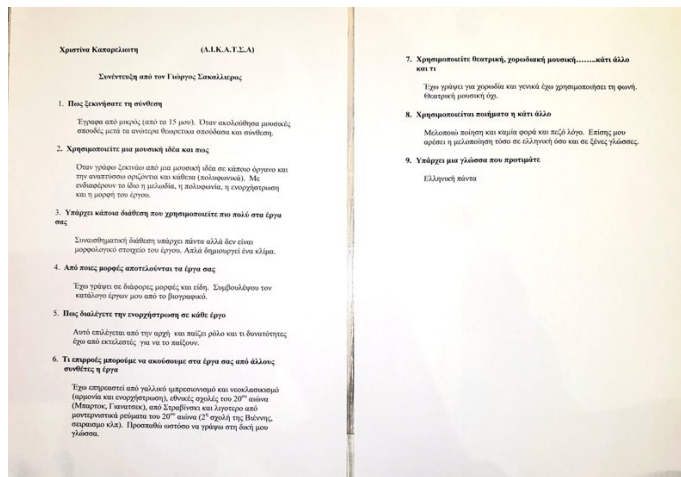 Χριστίνα Καπαρελιωτη (Δ.Ι.Κ.Α.Τ.Σ.Α)
Συνέντευξη από τον Γιώργος Σακαλλιερος
1. Πως ξεκινήσατε τη σύνθεση
Έγραφα από μικρός (από τα 15 μου). Όταν ακολούθησα μουσικές
σπουδές μετά τα ανώτερα θεωρητικα σπούδασα και σύνθεση.
2. Χρησιμοποιείτε μια μουσική ιδέα και πως
Όταν γράφω ξεκινάω από μια μουσική ιδέα σε κάποιο όργανο και
την αναπτύσσω οριζόντια και κάθετα (πολυφωνικά). Με
ενδιαφέρουν το ίδιο η μελωδία, η πολυφωνία, η ενορχήστρωση
και η μορφή του έργου.
3. Υπάρχει κάποια διάθεση που χρησιμοποιείτε πιο πολύ στα έργα
σας
Συναισθηματική διάθεση υπάρχει πάντα αλλά δεν είναι
μορφολογικό στοιχείο του έργου. Απλά δημιουργεί ένα κλίμα.
4. Από ποιες μορφές αποτελούνται τα έργα σας
Έχω γράψει σε διάφορες μορφές και είδη. Συμβουλέψου τον
κατάλογο έργων μου από το βιογραφικό.
5. Πως διαλέγετε την ενορχήστρωση σε κάθε έργο
Αυτό επιλέγεται από την αρχή και παίζει ρόλο και τι δυνατότητες
έχω από εκτελεστές για να το παίξουν.
6. Τι επιρροές μπορούμε να ακούσουμε στα έργα σας από άλλους
συνθέτες η έργα
Έχω επηρεαστεί από γαλλικό ιμπρεσιονισμό και νεοκλασικισμό
(αρμονία και ενορχήστρωση), εθνικές σχολές του 20ου αιώνα
(Μπαρτοκ, Γιανατσεκ), από Στραβίνσκι και λιγοτερο από
μοντερνιστικά ρεύματα του 20ου αιώνα (2η σχολή της Βιέννης,
σειραισμο κλπ). Προσπαθώ ωστόσο να γράψω στη δική μου
γλώσσα.
7. Χρησιμοποιείτε θεατρική, χορωδιακή μουσική……..κάτι άλλο
και τι
Έχω γράψει για χορωδία και γενικά έχω χρησιμοποιήσει τη φωνή.
Θεατρική μουσική όχι.
8. Χρησιμοποιείται ποιήματα η κάτι άλλο
Μελοποιώ ποίηση και καμία φορά και πεζό λόγο. Επίσης μου
αρέσει η μελοποίηση τόσο σε ελληνική όσο και σε ξένες γλώσσες.
9. Υπάρχει μια γλώσσα που προτιμάτε
Ελληνική πάντα